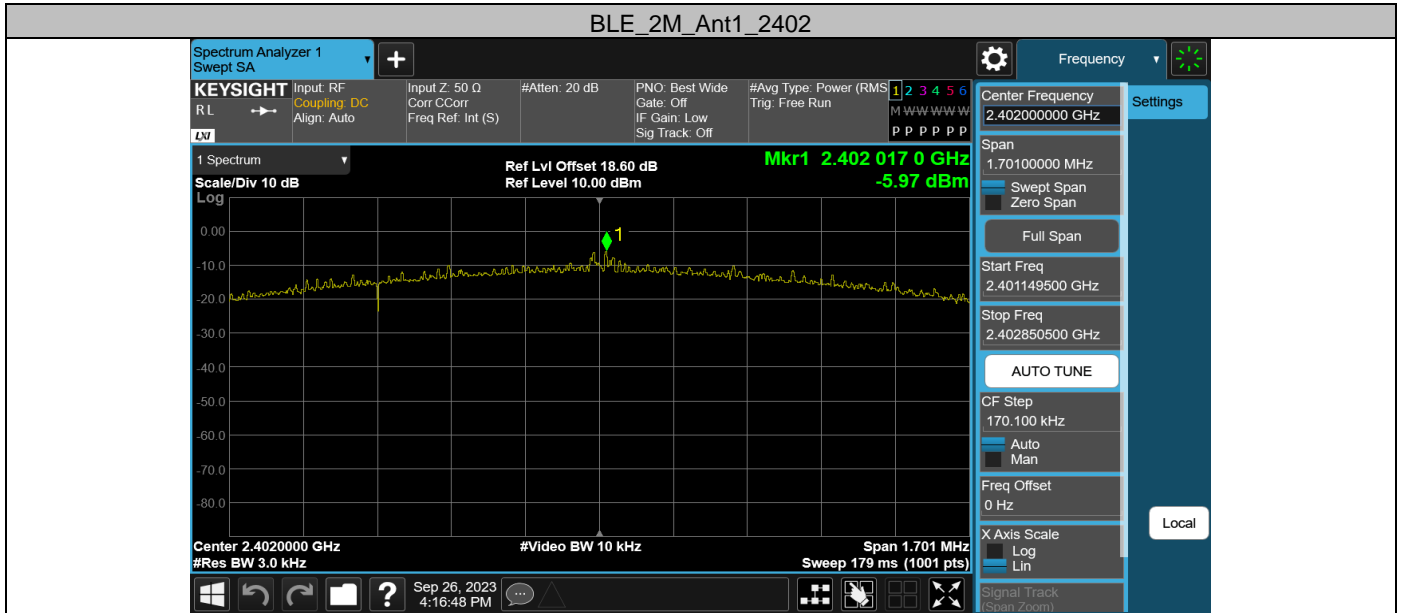 BLE_2M_Ant1_2402
Spectrum Analyzer 1
Swept SA
+
Frequency
KEYSIGHT
RL
LXI
Input: RF
Coupling: DC
Align: Auto
Input Z: 50 Ω
Corr CCorr
Freq Ref: Int (S)
#Atten: 20 dB
PNO: Best Wide
Gate: Off
IF Gain: Low
Sig Track: Off
#Avg Type: Power (RMS
Trig: Free Run
1 2 3 4 5 6
M W W W W W
P P P P P P
1 Spectrum
Scale/Div 10 dB
Ref Lvl Offset 18.60 dB
Ref Level 10.00 dBm
Mkr1 2.402 017 0 GHz
-5.97 dBm
Log
1
0.00
-10.0
-20.0
-30.0
-40.0
-50.0
-60.0
-70.0
-80.0
Center 2.4020000 GHz
#Res BW 3.0 kHz
#Video BW 10 kHz
Span 1.701 MHz
Sweep 179 ms (1001 pts)
Center Frequency
2.402000000 GHz
Span
1.70100000 MHz
Swept Span
Zero Span
Full Span
Start Freq
2.401149500 GHz
Stop Freq
2.402850500 GHz
AUTO TUNE
CF Step
170.100 kHz
Auto
Man
Freq Offset
0 Hz
X Axis Scale
Log
Lin
Signal Track
(Span Zoom)
Settings
Local
?
Sep 26, 2023
4:16:48 PM